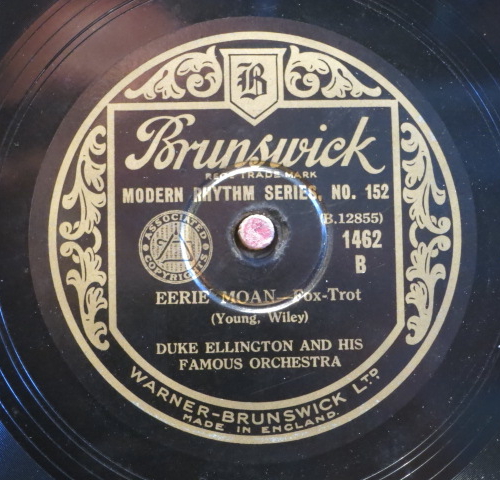 B
Brunswick
REGD TRADE MARK
MODERN RHYTHM SERIES, NO. 152
(B.12855)
1462
B
ASSOCIATED
COPYRIGHTS
EERIE MOAN—Fox-Trot
(Young, Wiley)
DUKE ELLINGTON AND HIS
FAMOUS ORCHESTRA
WARNER-BRUNSWICK LTD
MADE IN ENGLAND.